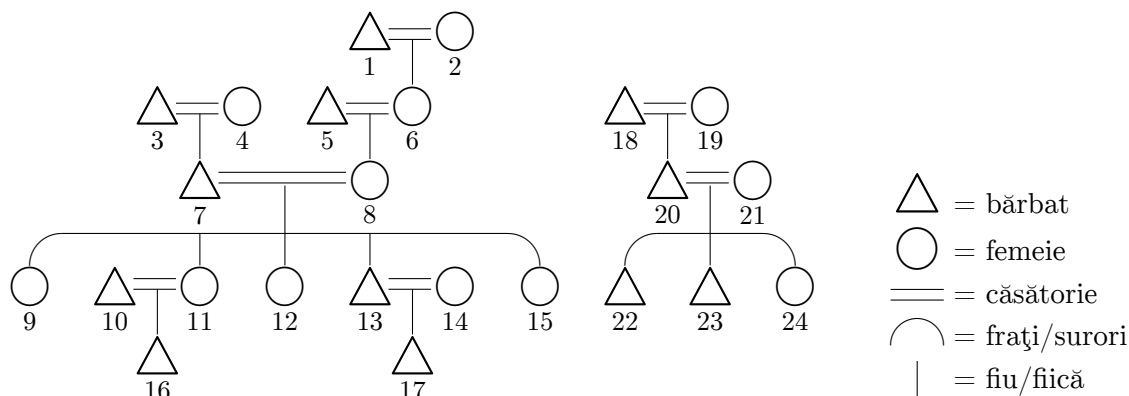 1 2
3 4 5 6 18 19
7 8 20 21
9 10 11 12 13 14 15 22 23 24
16 17
= bărbat
= femeie
= căsătorie
= fraţi/surori
= fiu/fiică